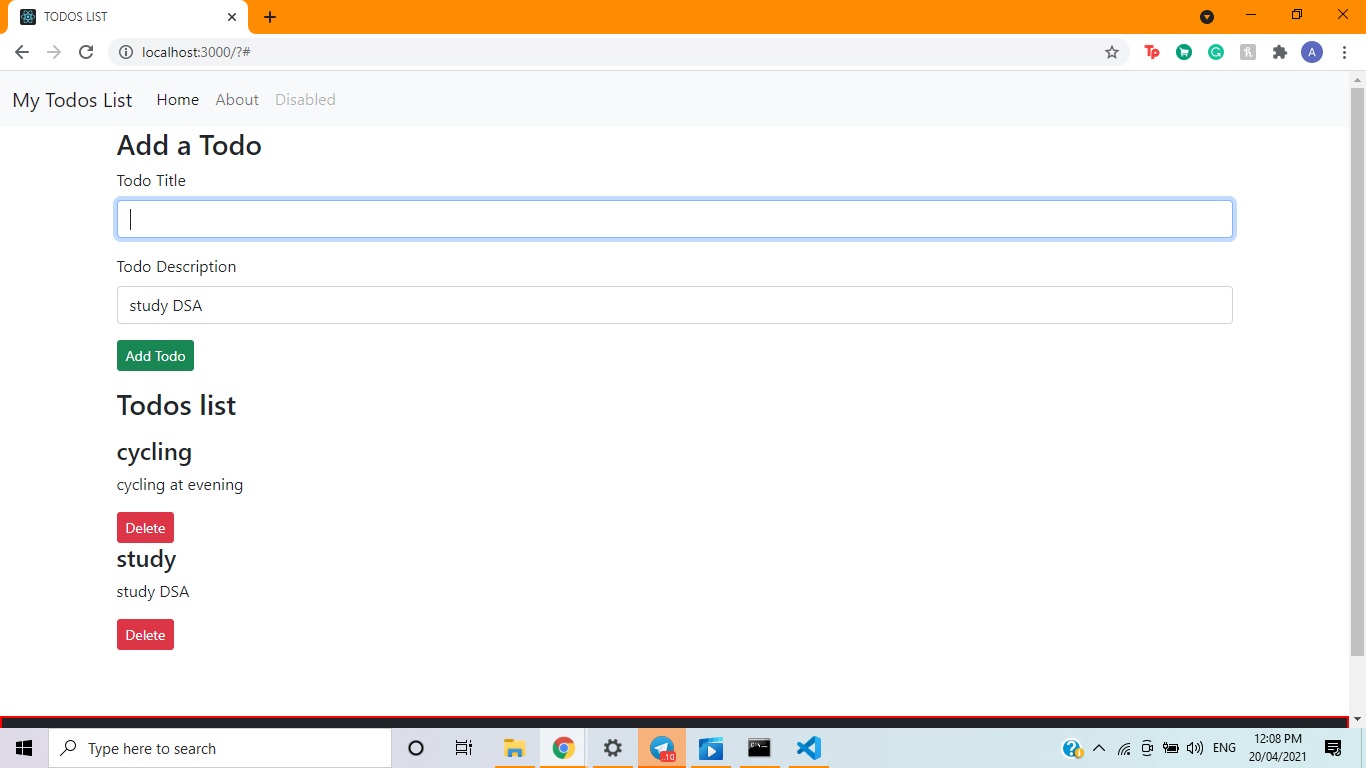 TODOS LIST
localhost:3000/?#
A
My Todos List Home About Disabled
Add a Todo
Todo Title
Todo Description
study DSA
Add Todo
Todos list
cycling
cycling at evening
Delete
study
study DSA
Delete
Type here to search
ENG
12:08 PM
20/04/2021